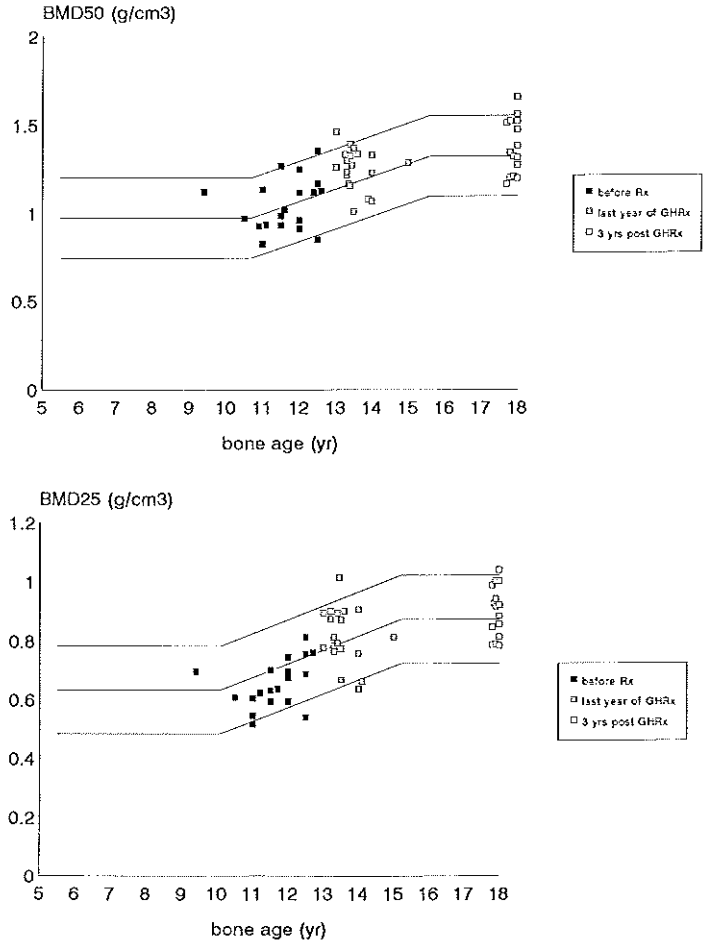 BMD50 (g/cm3)
2
1.5
1
0.5
0
5 6 7 8 9 10 11 12 13 14 15 16 17 18
bone age (yr)
before Rx
last year of GHRx
3 yrs post GHRx
BMD25 (g/cm3)
1.2
1
0.8
0.6
0.4
0.2
0
5 6 7 8 9 10 11 12 13 14 15 16 17 18
bone age (yr)
before Rx
last year of GHRx
3 yrs post GHRx